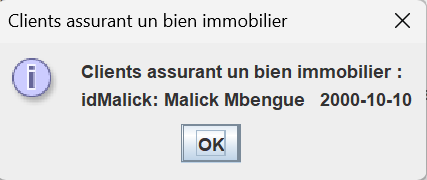 Clients assurant un bien immobilier
Clients assurant un bien immobilier :
idMalick: Malick Mbengue   2000-10-10
OK